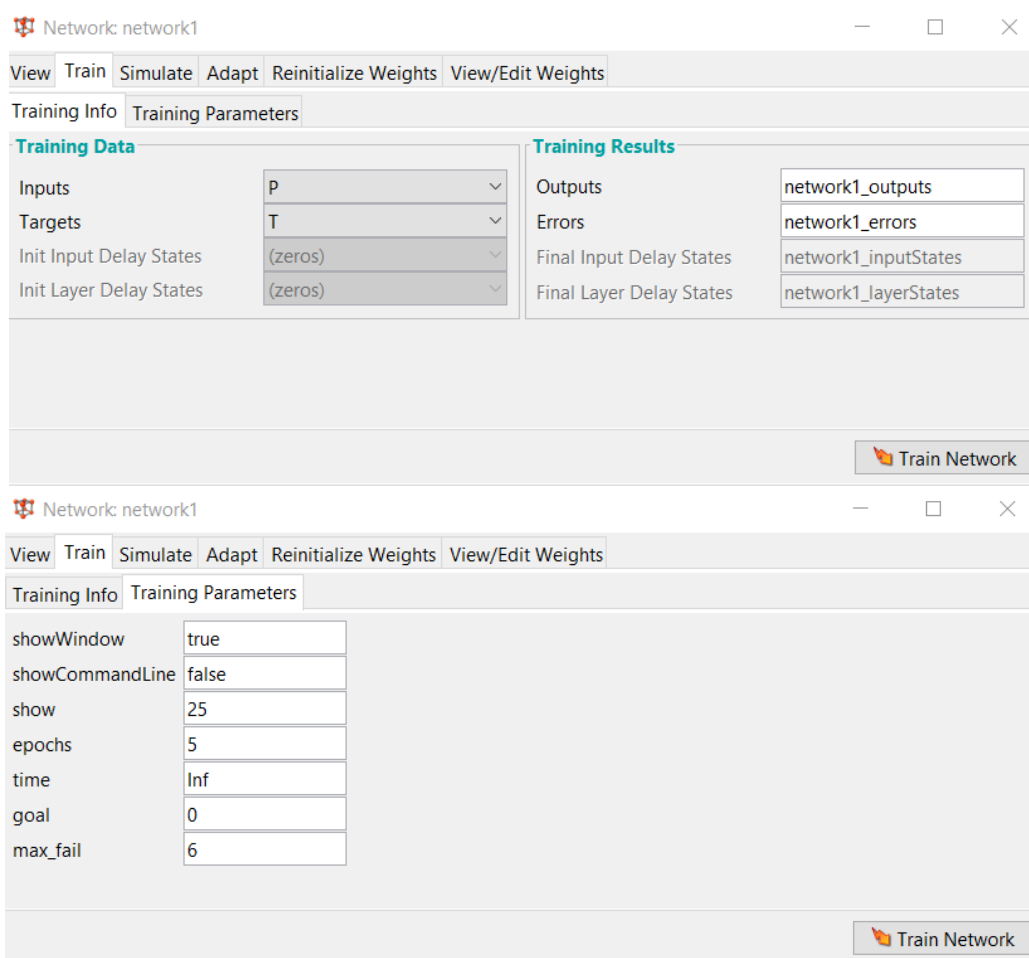 Network: network1
View Train Simulate Adapt Reinitialize Weights View/Edit Weights
Training Info Training Parameters
Training Data
Inputs P
Targets T
Init Input Delay States (zeros)
Init Layer Delay States (zeros)
Training Results
Outputs network1_outputs
Errors network1_errors
Final Input Delay States network1_inputStates
Final Layer Delay States network1_layerStates
Train Network
Network: network1
View Train Simulate Adapt Reinitialize Weights View/Edit Weights
Training Info Training Parameters
showWindow true
showCommandLine false
show 25
epochs 5
time Inf
goal 0
max_fail 6
Train Network